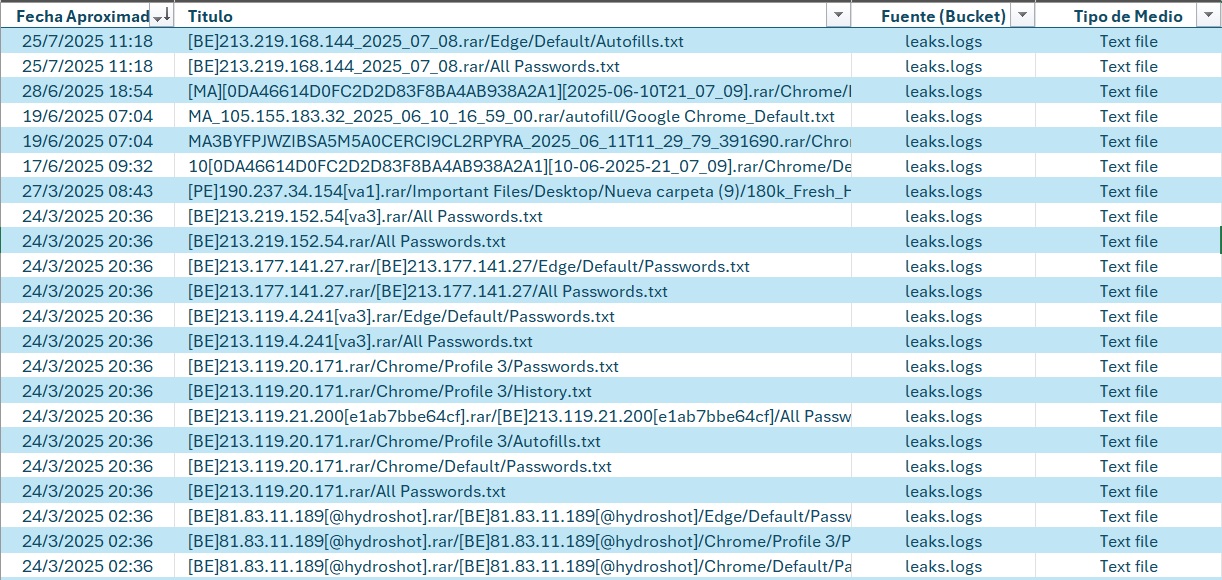 Fecha Aproximad Titulo Fuente (Bucket) Tipo de Medio
25/7/2025 11:18 [BE]213.219.168.144_2025_07_08.rar/Edge/Default/Autofills.txt leaks.logs Text file
25/7/2025 11:18 [BE]213.219.168.144_2025_07_08.rar/All Passwords.txt leaks.logs Text file
28/6/2025 18:54 [MA][0DA46614D0FC2D2D83F8BA4AB938A2A1][2025-06-10T21_07_09].rar/Chrome/ leaks.logs Text file
19/6/2025 07:04 MA_105.155.183.32_2025_06_10_16_59_00.rar/autofill/Google Chrome_Default.txt leaks.logs Text file
19/6/2025 07:04 MA3BYFPJWZIBSA5M5A0CERCI9CL2RPYRA_2025_06_11T11_29_79_391690.rar/Chro leaks.logs Text file
17/6/2025 09:32 10[0DA46614D0FC2D2D83F8BA4AB938A2A1][10-06-2025-21_07_09].rar/Chrome/De leaks.logs Text file
27/3/2025 08:43 [PE]190.237.34.154[va1].rar/Important Files/Desktop/Nueva carpeta (9)/180k_Fresh_H leaks.logs Text file
24/3/2025 20:36 [BE]213.219.152.54[va3].rar/All Passwords.txt leaks.logs Text file
24/3/2025 20:36 [BE]213.219.152.54.rar/All Passwords.txt leaks.logs Text file
24/3/2025 20:36 [BE]213.177.141.27.rar/[BE]213.177.141.27/Edge/Default/Passwords.txt leaks.logs Text file
24/3/2025 20:36 [BE]213.177.141.27.rar/[BE]213.177.141.27/All Passwords.txt leaks.logs Text file
24/3/2025 20:36 [BE]213.119.4.241[va3].rar/Edge/Default/Passwords.txt leaks.logs Text file
24/3/2025 20:36 [BE]213.119.4.241[va3].rar/All Passwords.txt leaks.logs Text file
24/3/2025 20:36 [BE]213.119.20.171.rar/Chrome/Profile 3/Passwords.txt leaks.logs Text file
24/3/2025 20:36 [BE]213.119.20.171.rar/Chrome/Profile 3/History.txt leaks.logs Text file
24/3/2025 20:36 [BE]213.119.21.200[e1ab7bbe64cf].rar/[BE]213.119.21.200[e1ab7bbe64cf]/All Passw leaks.logs Text file
24/3/2025 20:36 [BE]213.119.20.171.rar/Chrome/Profile 3/Autofills.txt leaks.logs Text file
24/3/2025 20:36 [BE]213.119.20.171.rar/Chrome/Default/Passwords.txt leaks.logs Text file
24/3/2025 20:36 [BE]213.119.20.171.rar/All Passwords.txt leaks.logs Text file
24/3/2025 02:36 [BE]81.83.11.189[@hydroshot].rar/[BE]81.83.11.189[@hydroshot]/Edge/Default/Passw leaks.logs Text file
24/3/2025 02:36 [BE]81.83.11.189[@hydroshot].rar/[BE]81.83.11.189[@hydroshot]/Chrome/Profile 3/P leaks.logs Text file
24/3/2025 02:36 [BE]81.83.11.189[@hydroshot].rar/[BE]81.83.11.189[@hydroshot]/Chrome/Default/Pa leaks.logs Text file